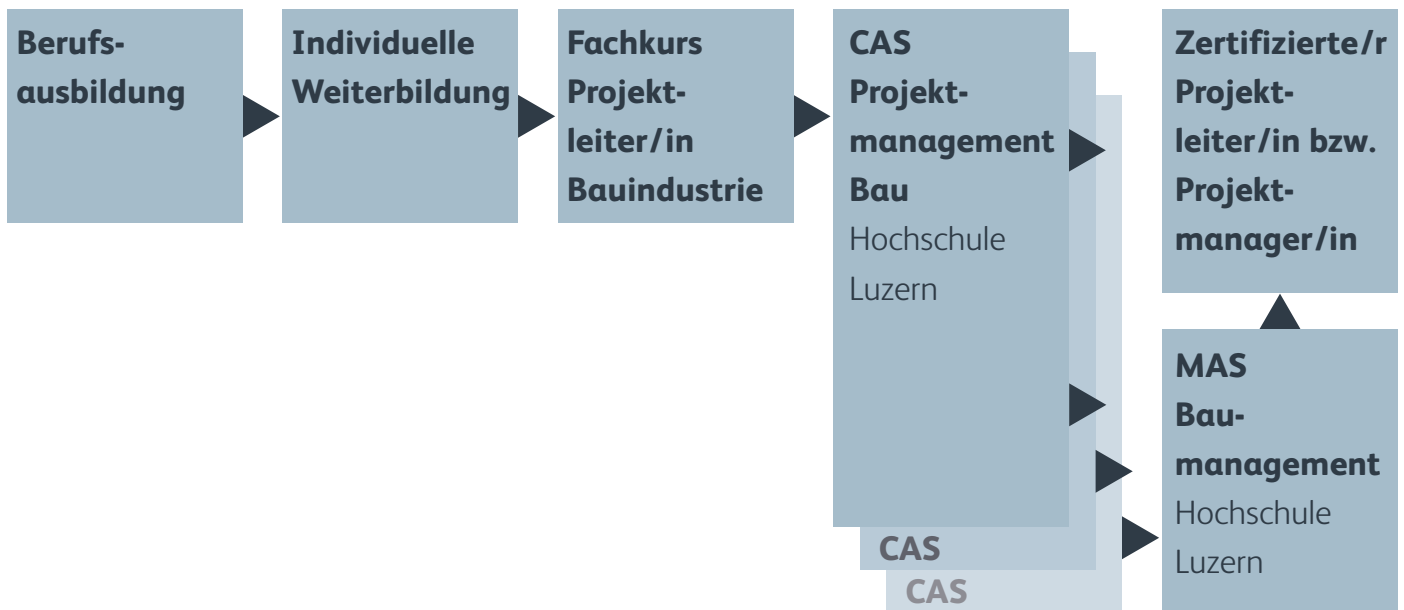 Berufs-
ausbildung
Individuelle
Weiterbildung
Fachkurs
Projekt-
leiter/in
Bauindustrie
CAS
Projekt-
management
Bau
Hochschule
Luzern
CAS
CAS
Zertifizierte/r
Projekt-
leiter/in bzw.
Projekt-
manager/in
MAS
Bau-
management
Hochschule
Luzern